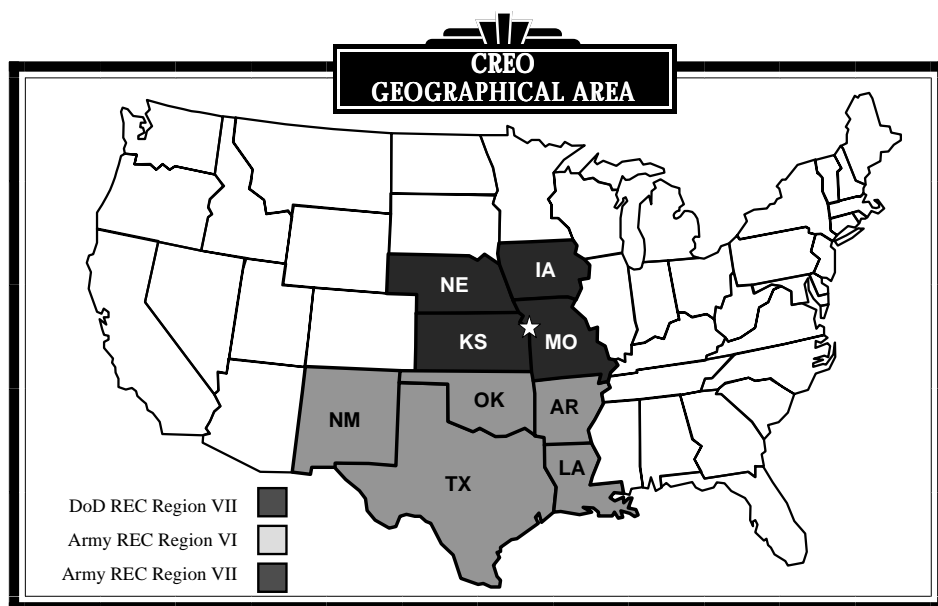 CREO
GEOGRAPHICAL AREA
NE
IA
KS
MO
OK
AR
NM
TX
LA
DoD REC Region VII
Army REC Region VI
Army REC Region VII